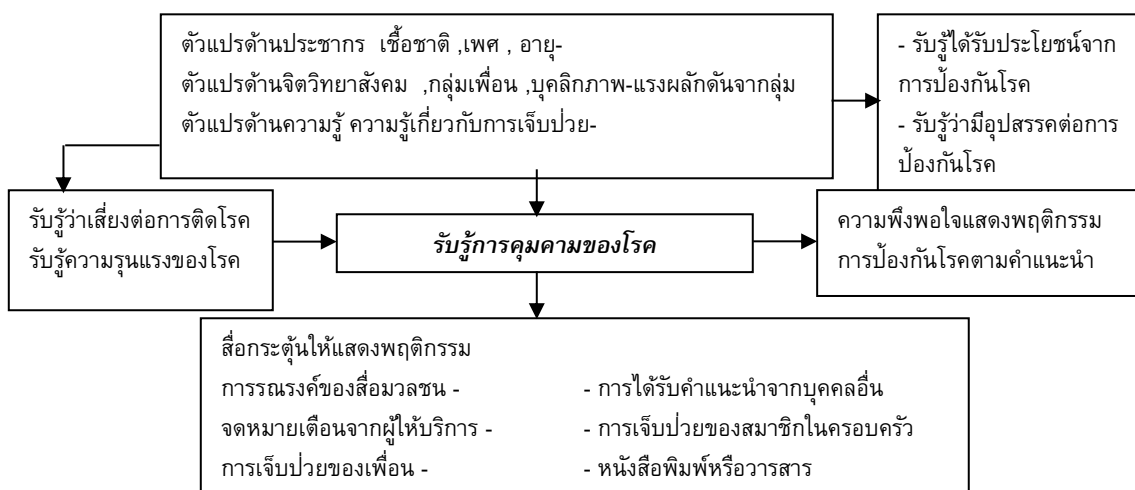 ตัวแปรด้านประชากร เชื้อชาติ ,เพศ , อายุ-
ตัวแปรด้านจิตวิทยาสังคม ,กลุ่มเพื่อน ,บุคลิกภาพ-แรงผลักดันจากลุ่ม
ตัวแปรด้านความรู้ ความรู้เกี่ยวกับการเจ็บป่วย-
- รับรู้ได้รับประโยชน์จาก
การป้องกันโรค
- รับรู้ว่ามีอุปสรรคต่อการ
ป้องกันโรค
รับรู้ว่าเสี่ยงต่อการติดโรค
รับรู้ความรุนแรงของโรค
รับรู้การคุมคามของโรค
ความพึงพอใจแสดงพฤติกรรม
การป้องกันโรคตามคำแนะนำ
สื่อกระตุ้นให้แสดงพฤติกรรม
การรณรงค์ของสื่อมวลชน - - การได้รับคำแนะนำจากบุคคลอื่น
จดหมายเตือนจากผู้ให้บริการ - - การเจ็บป่วยของสมาชิกในครอบครัว
การเจ็บป่วยของเพื่อน - - หนังสือพิมพ์หรือวารสาร